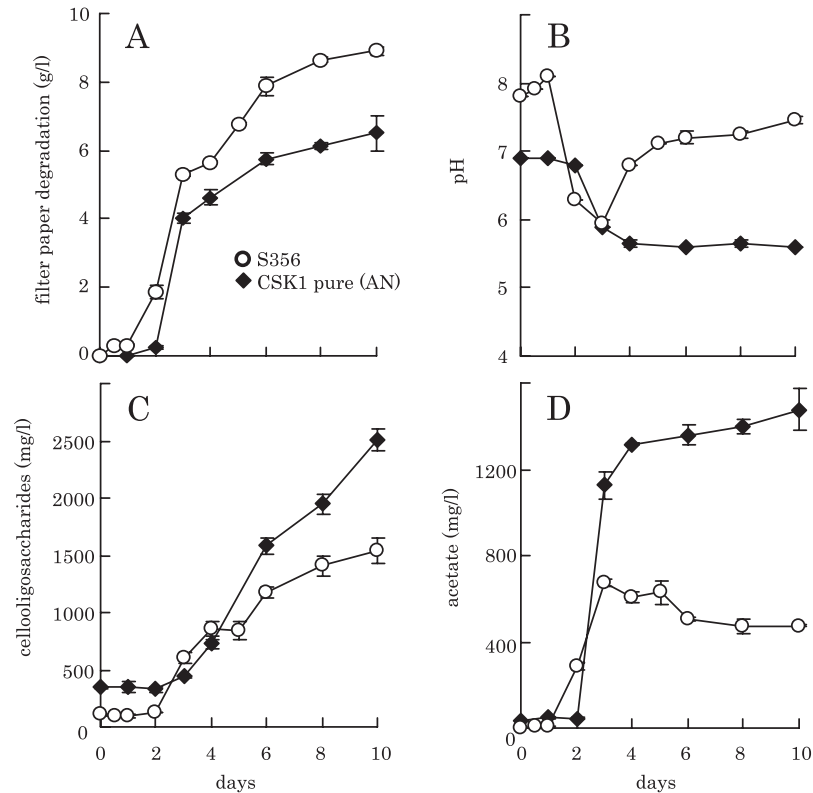 A
10
8
6
4
2
0
filter paper degradation (g/l)
S356
CSK1 pure (AN)
B
8
7
6
5
4
pH
C
2500
2000
1500
1000
500
0
cellooligosaccharides (mg/l)
0 2 4 6 8 10
days
D
1200
800
400
0
acetate (mg/l)
0 2 4 6 8 10
days